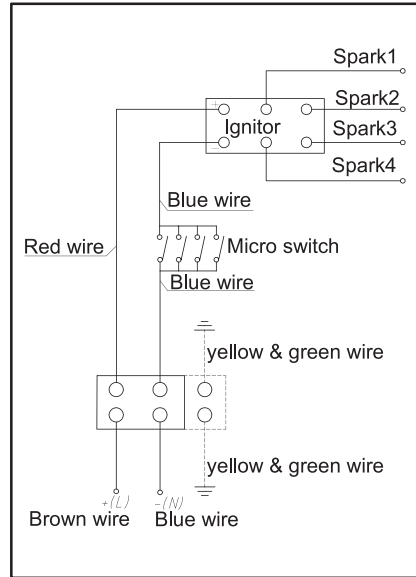 Spark1
Spark2
+
Ignitor
Spark3
−
Spark4
Blue wire
Red wire
Micro switch
Blue wire
yellow & green wire
yellow & green wire
+(L) -(N)
Brown wire Blue wire